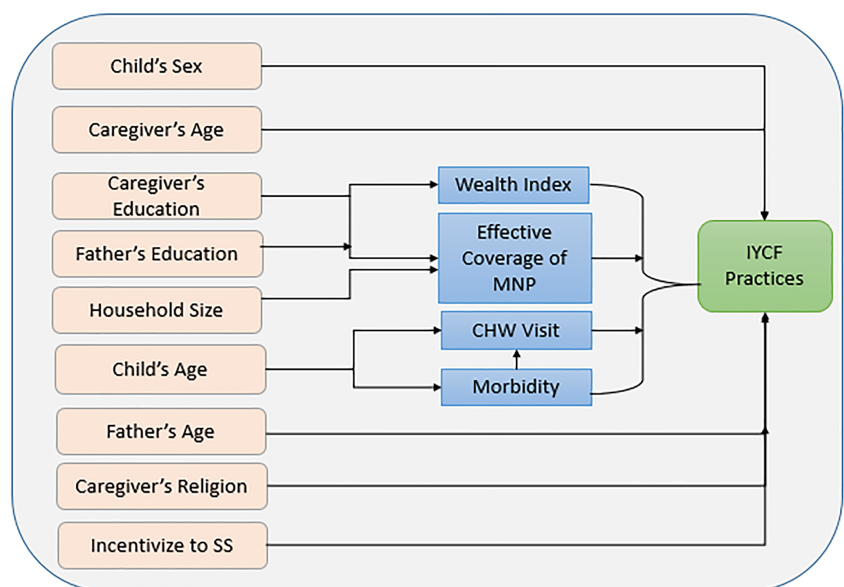 Child's Sex
Caregiver's Age
Caregiver's
Education
Father's Education
Household Size
Child's Age
Father's Age
Caregiver's Religion
Incentivize to SS
Wealth Index
Effective
Coverage of
MNP
CHW Visit
Morbidity
IYCF
Practices